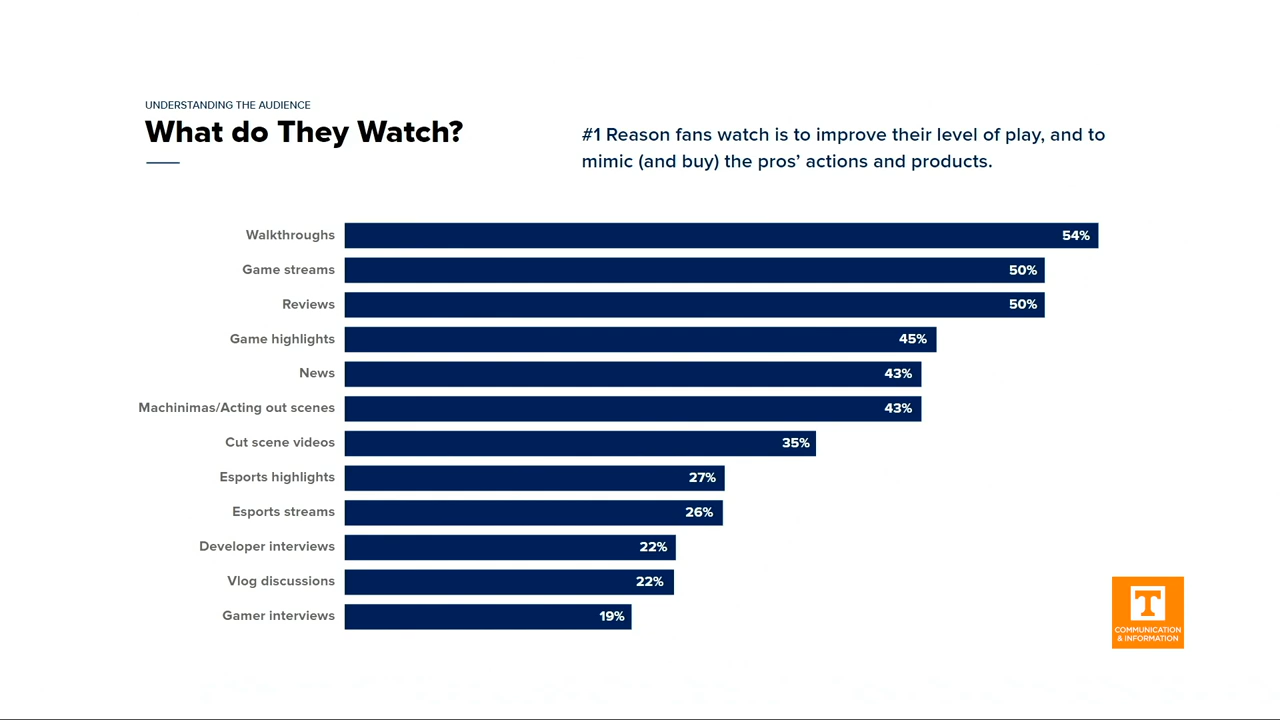 UNDERSTANDING THE AUDIENCE
What do They Watch?
#1 Reason fans watch is to improve their level of play, and to
mimic (and buy) the pros’ actions and products.
Walkthroughs 54%
Game streams 50%
Reviews 50%
Game highlights 45%
News 43%
Machinimas/Acting out scenes 43%
Cut scene videos 35%
Esports highlights 27%
Esports streams 26%
Developer interviews 22%
Vlog discussions 22%
Gamer interviews 19%
T
COMMUNICATION
& INFORMATION